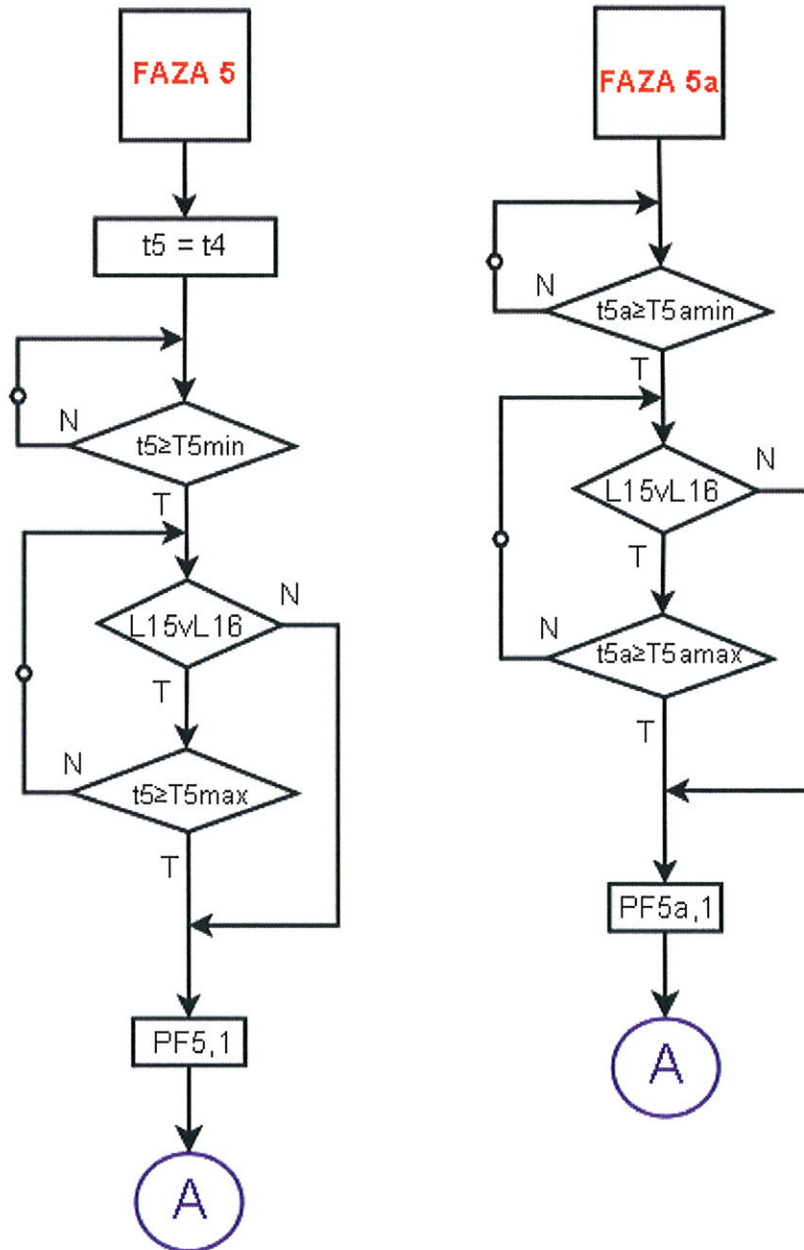 FAZA 5
t5 = t4
N
t5≥T5min
T
L15vL16
N
T
N
t5≥T5max
T
PF5,1
A
FAZA 5a
N
t5a≥T5amin
T
L15vL16
N
T
N
t5a≥T5amax
T
PF5a,1
A